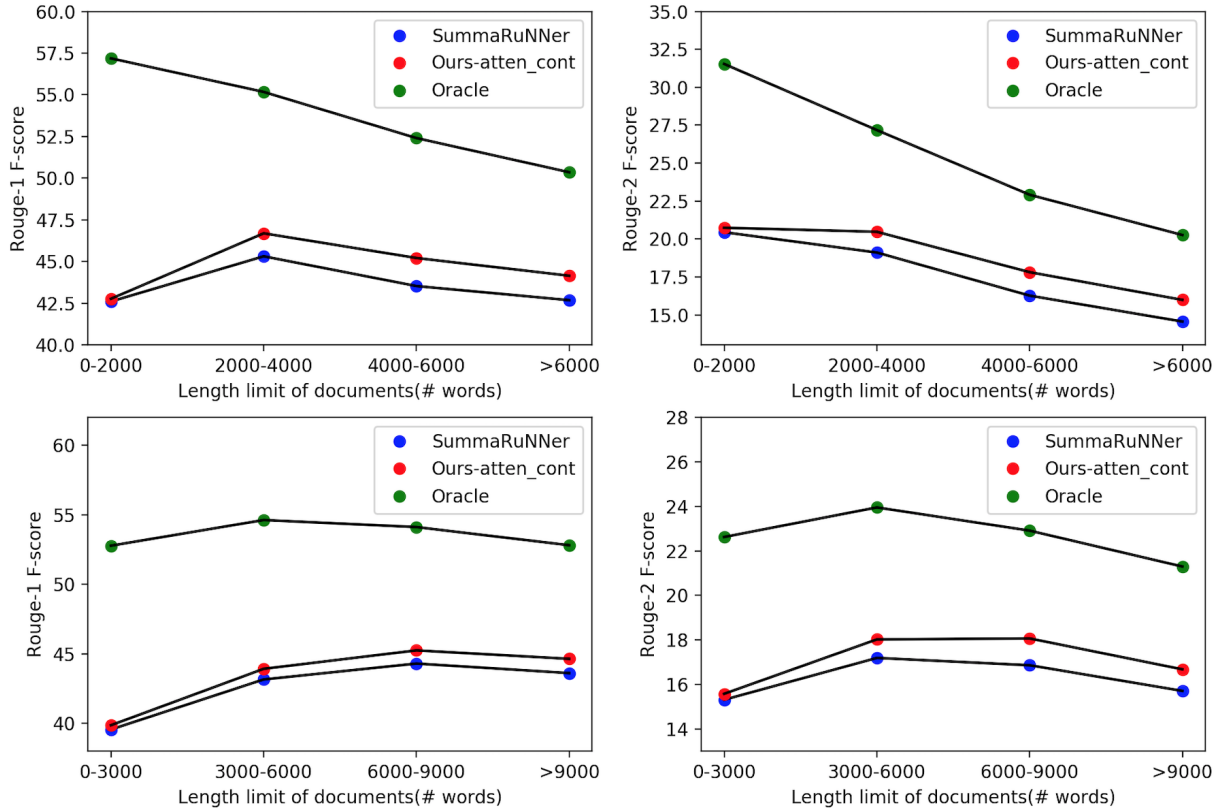 60.0
57.5
55.0
52.5
50.0
47.5
45.0
42.5
40.0
Rouge-1 F-score
SummaRuNNer
Ours-atten_cont
Oracle
0-2000
2000-4000
4000-6000
>6000
Length limit of documents(# words)
35.0
32.5
30.0
27.5
25.0
22.5
20.0
17.5
15.0
Rouge-2 F-score
SummaRuNNer
Ours-atten_cont
Oracle
0-2000
2000-4000
4000-6000
>6000
Length limit of documents(# words)
60
55
50
45
40
Rouge-1 F-score
SummaRuNNer
Ours-atten_cont
Oracle
0-3000
3000-6000
6000-9000
>9000
Length limit of documents(# words)
28
26
24
22
20
18
16
14
Rouge-2 F-score
SummaRuNNer
Ours-atten_cont
Oracle
0-3000
3000-6000
6000-9000
>9000
Length limit of documents(# words)